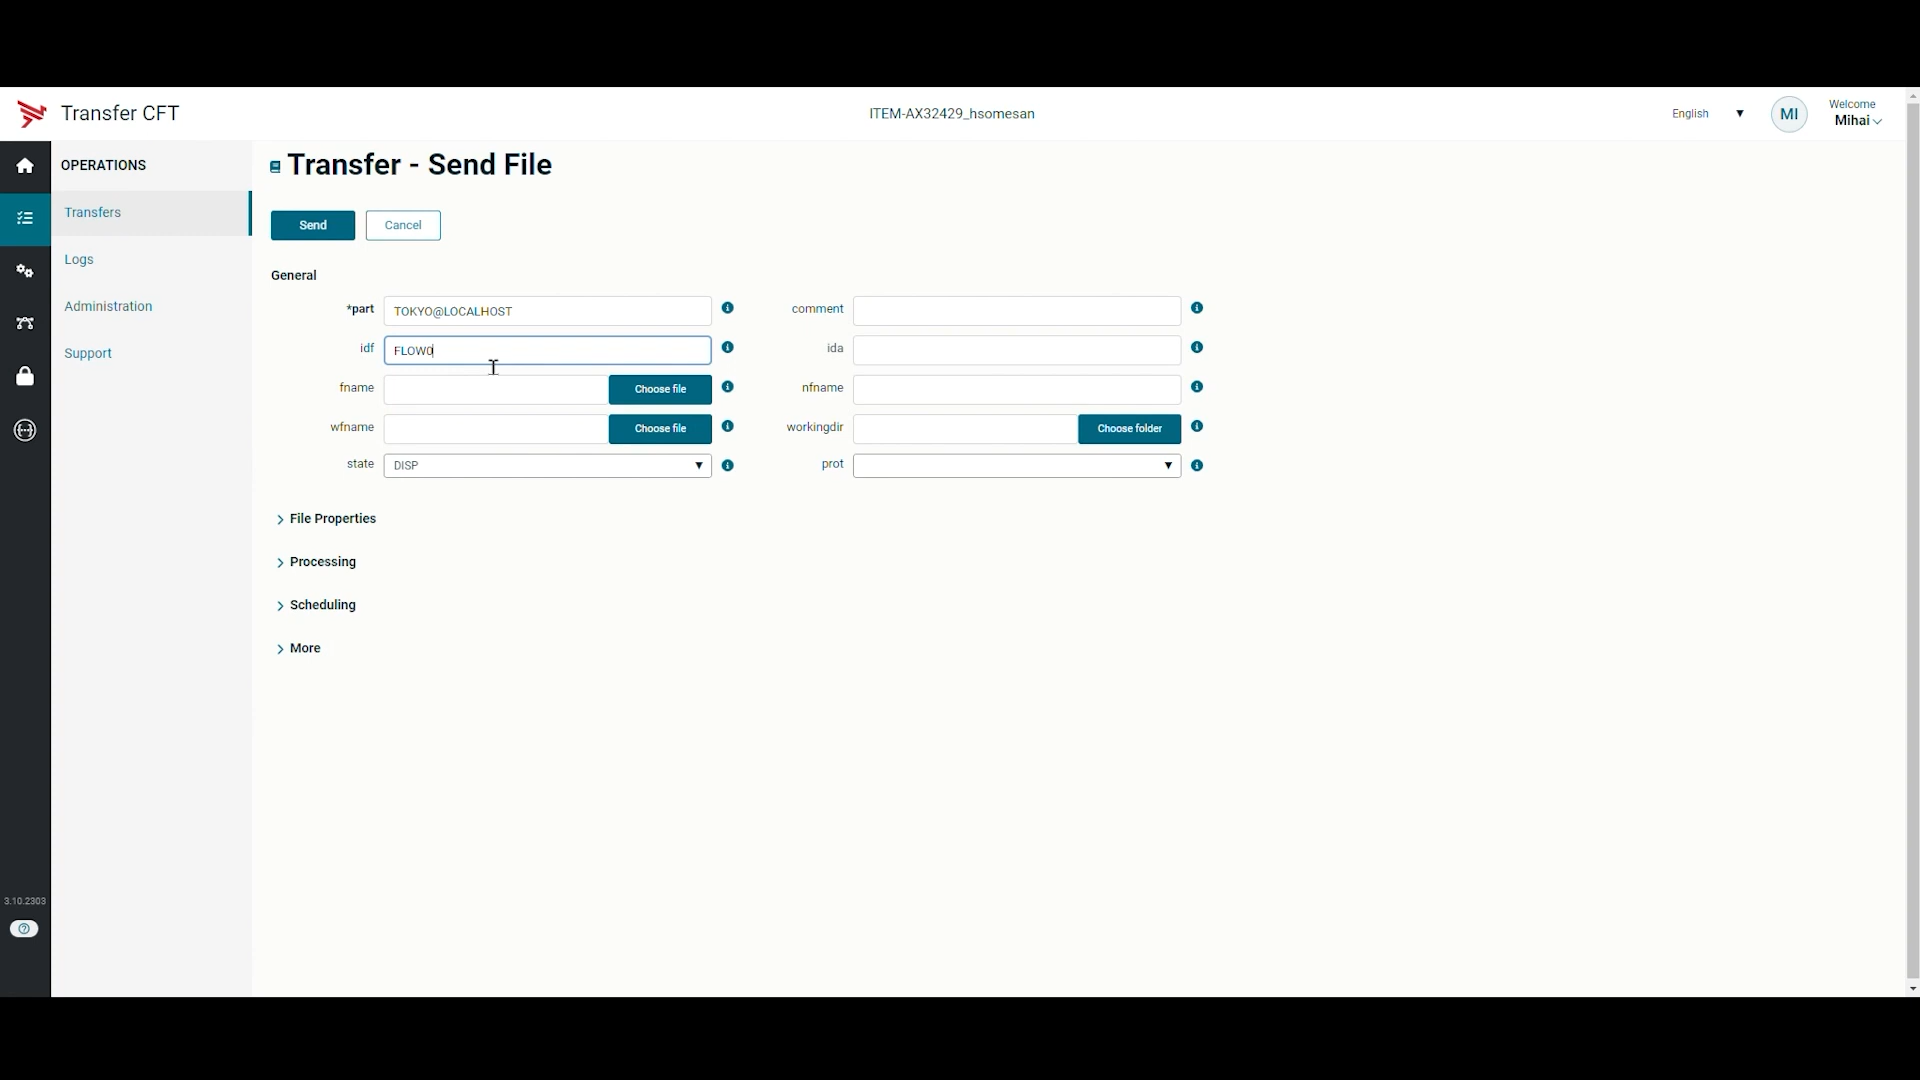 Transfer CFT
ITEM-AX32429_hsomesan
English
MI
Welcome
Mihai
OPERATIONS
Transfers
Logs
Administration
Support
3.10.2303
Transfer - Send File
Send
Cancel
General
*part TOKYO@LOCALHOST
comment
idf FLOW0
ida
fname Choose file
nfname
wfname Choose file
workingdir Choose folder
state DISP
prot
File Properties
Processing
Scheduling
More